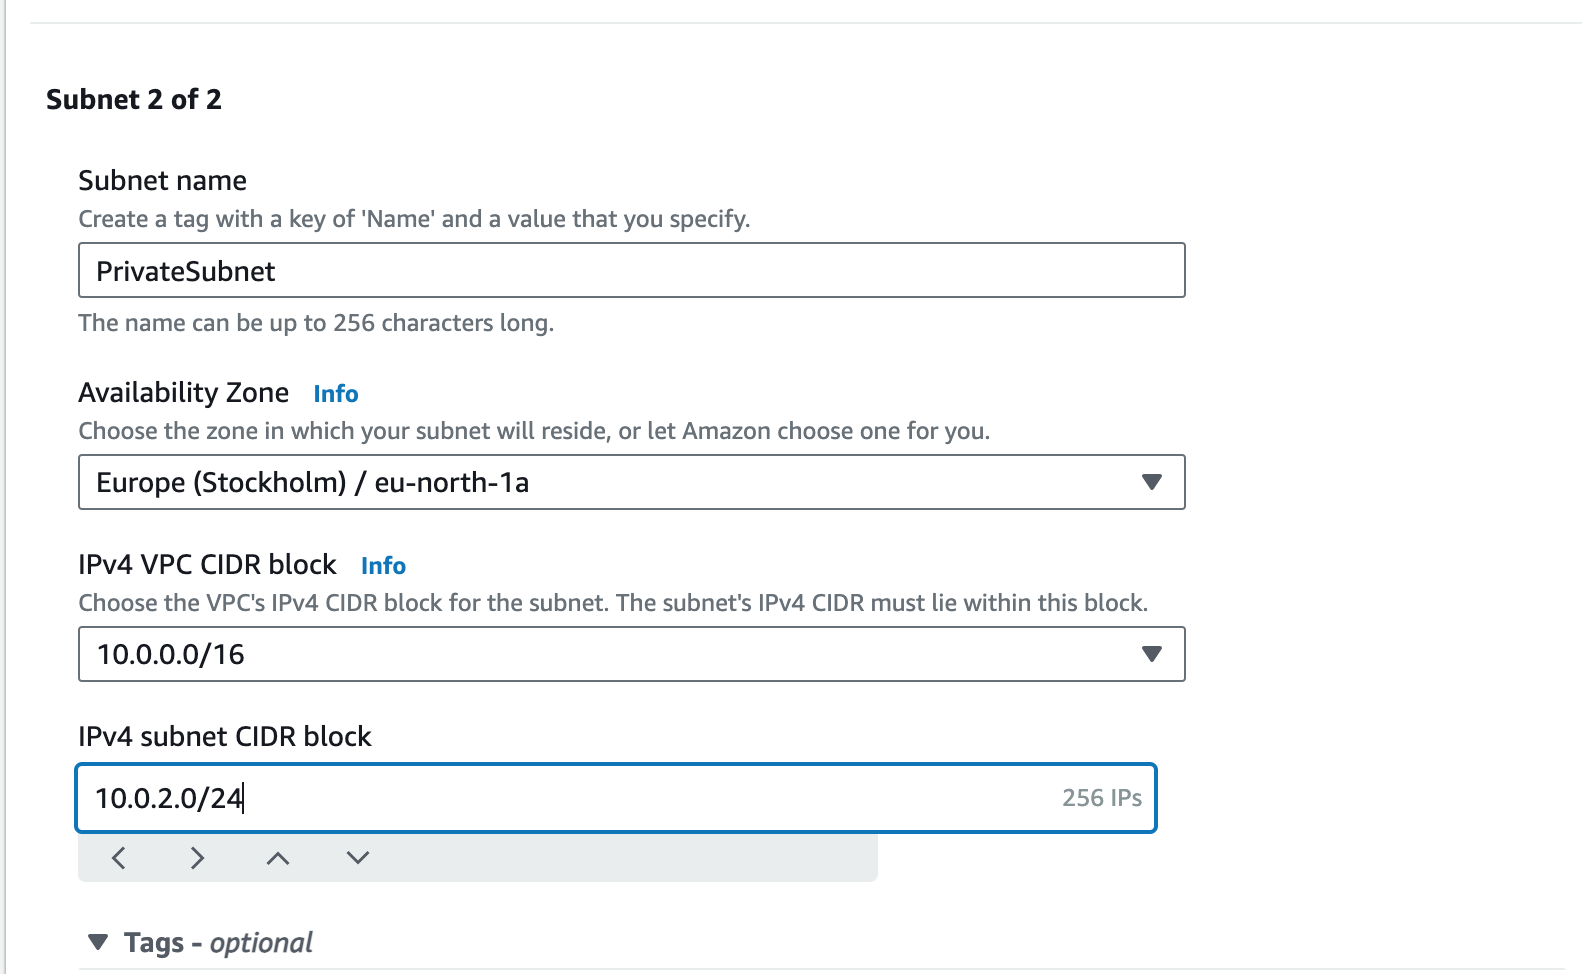 Subnet 2 of 2
Subnet name
Create a tag with a key of 'Name' and a value that you specify.
PrivateSubnet
The name can be up to 256 characters long.
Availability Zone Info
Choose the zone in which your subnet will reside, or let Amazon choose one for you.
Europe (Stockholm) / eu-north-1a
IPv4 VPC CIDR block Info
Choose the VPC's IPv4 CIDR block for the subnet. The subnet's IPv4 CIDR must lie within this block.
10.0.0.0/16
IPv4 subnet CIDR block
10.0.2.0/24 256 IPs
Tags - optional